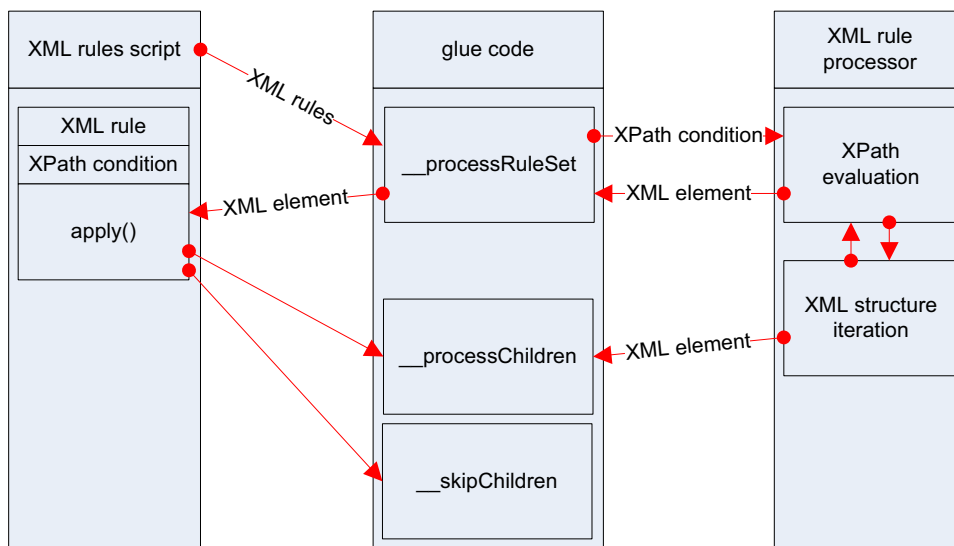 XML rules script
glue code
XML rule
processor
XML rules
XML rule
XPath condition
apply()
XML element
__processRuleSet
XPath condition
XML element
XPath
evaluation
XML structure
iteration
__processChildren
XML element
__skipChildren